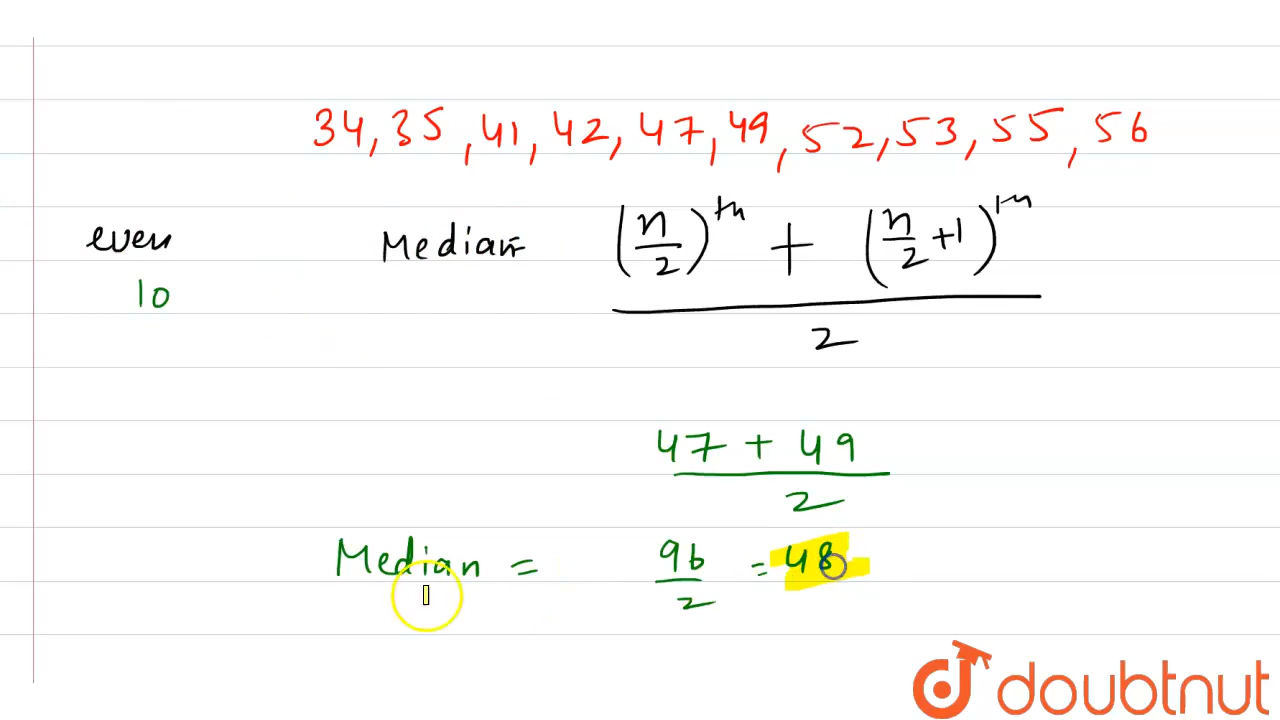 34, 35, 41, 42, 47, 49, 52, 53, 55, 56
even Median = (n/2)^th + (n/2 + 1)^th
10
2
47 + 49
2
Median = 96/2 = 48
doubtnut